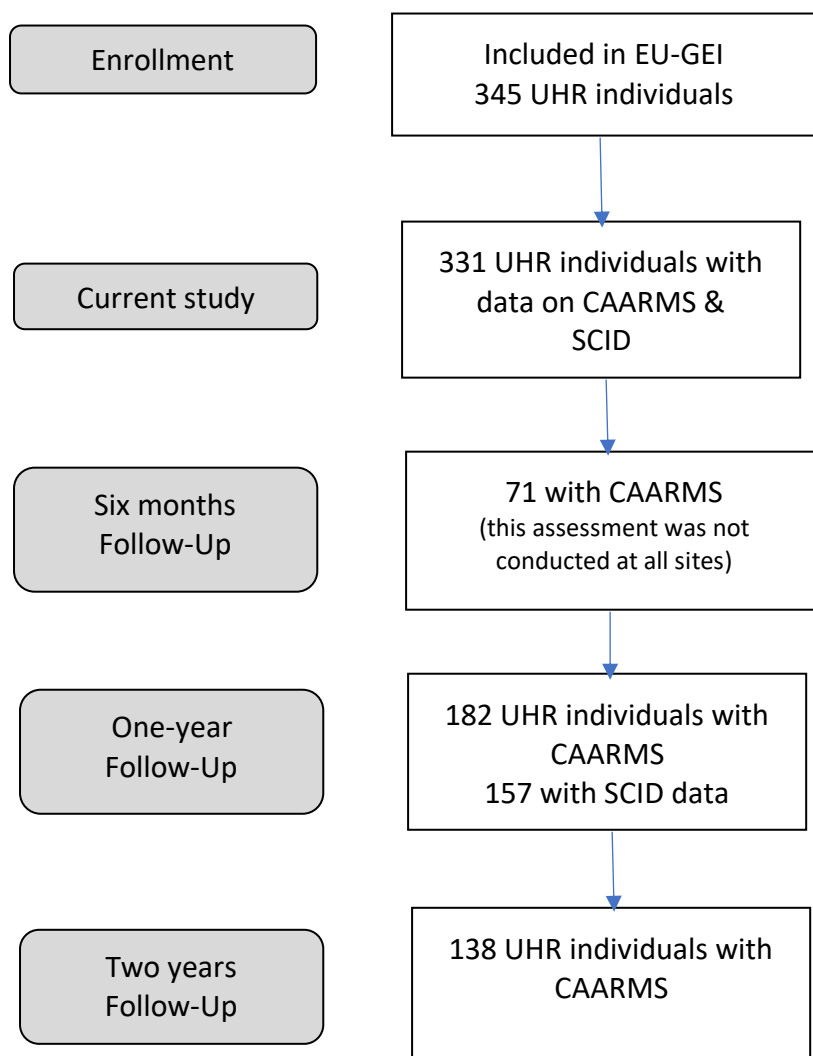 Enrollment
Included in EU-GEI
345 UHR individuals
Current study
331 UHR individuals with
data on CAARMS &
SCID
Six months
Follow-Up
71 with CAARMS
(this assessment was not
conducted at all sites)
One-year
Follow-Up
182 UHR individuals with
CAARMS
157 with SCID data
Two years
Follow-Up
138 UHR individuals with
CAARMS